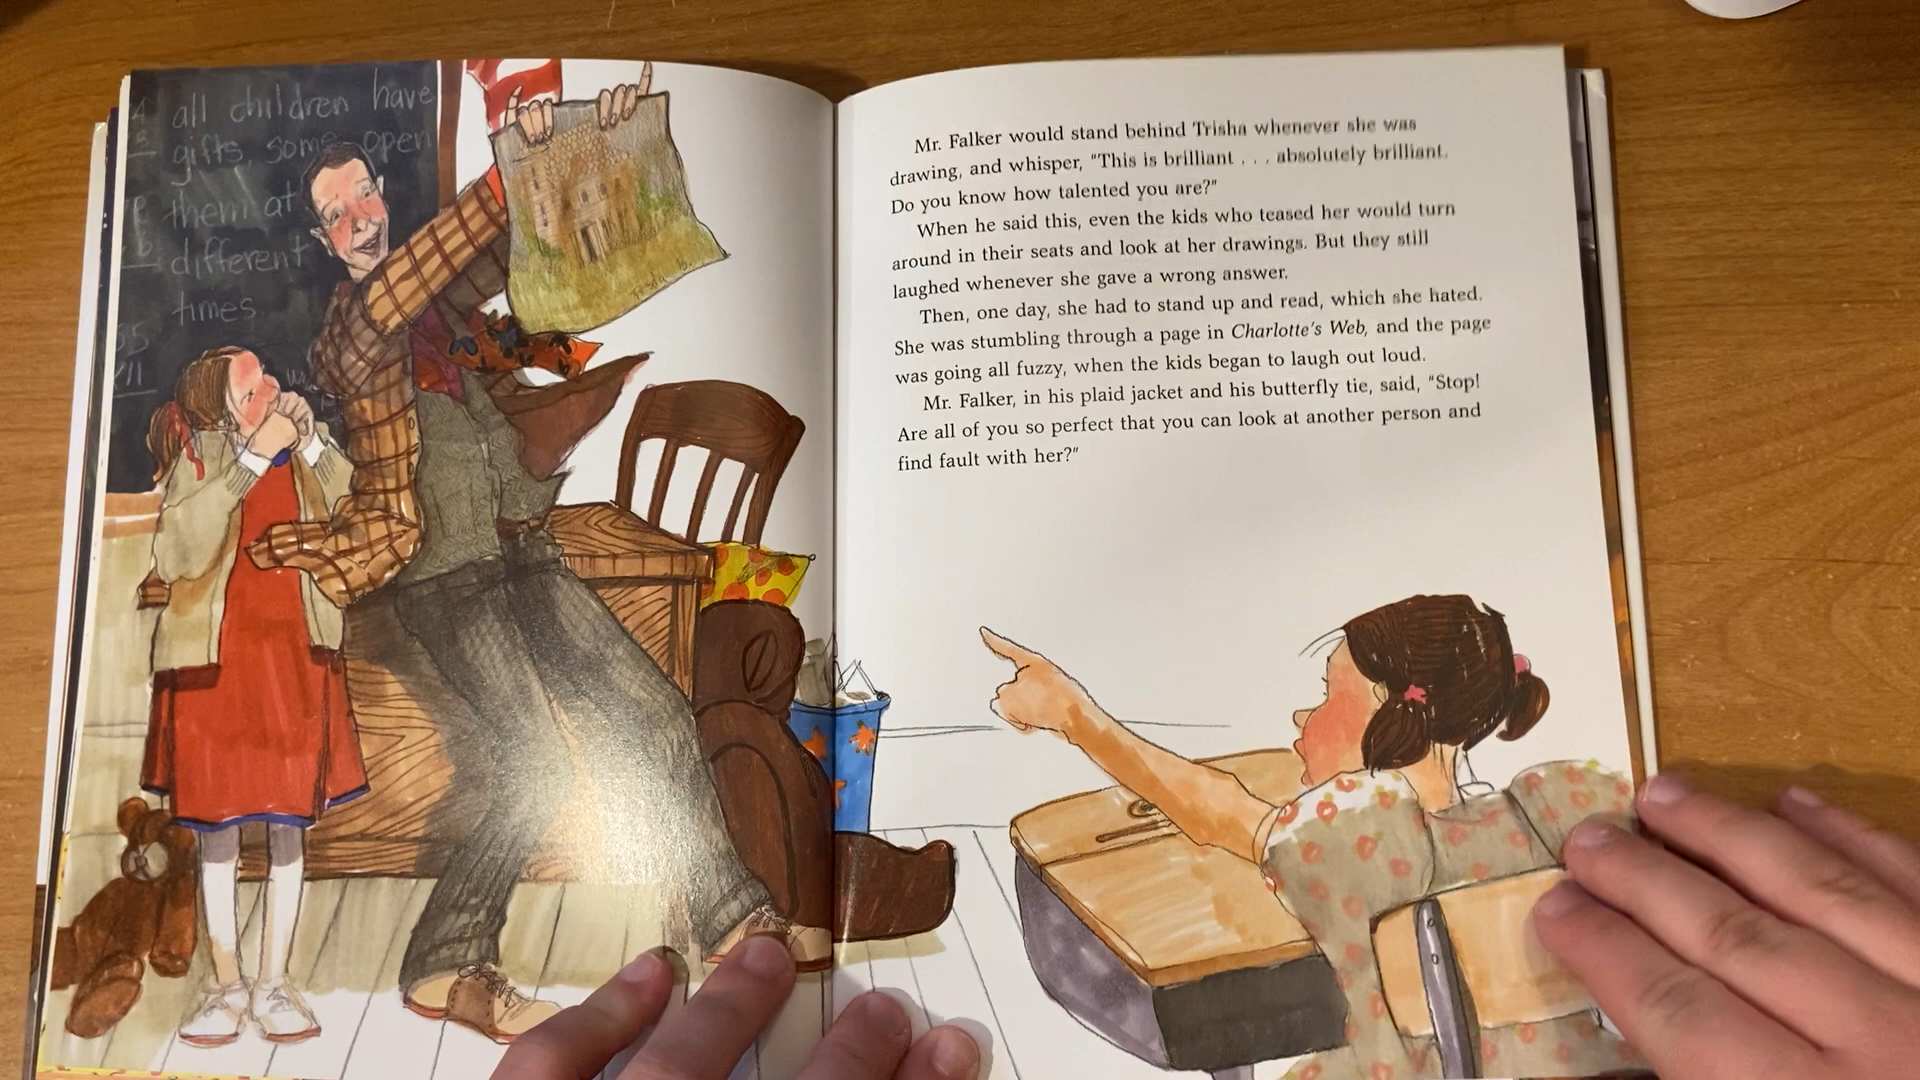 all children have
gifts, some open
them at
different
times.
Trisha
Mr. Falker would stand behind Trisha whenever she was
drawing, and whisper, "This is brilliant . . . absolutely brilliant.
Do you know how talented you are?"
When he said this, even the kids who teased her would turn
around in their seats and look at her drawings. But they still
laughed whenever she gave a wrong answer.
Then, one day, she had to stand up and read, which she hated.
She was stumbling through a page in Charlotte's Web, and the page
was going all fuzzy, when the kids began to laugh out loud.
Mr. Falker, in his plaid jacket and his butterfly tie, said, "Stop!
Are all of you so perfect that you can look at another person and
find fault with her?"